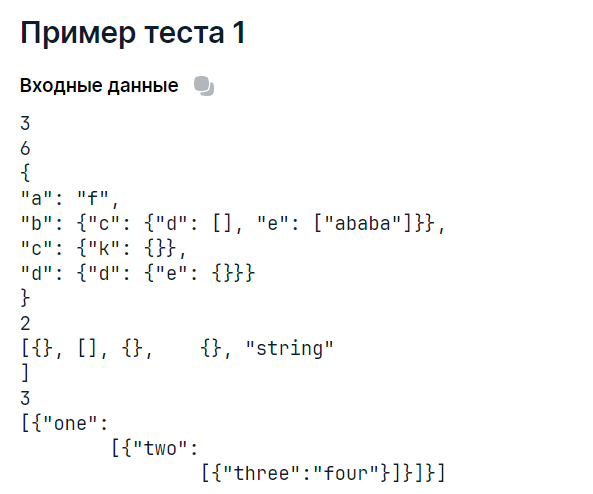 Пример теста 1
Входные данные
3
6
{
"a": "f",
"b": {"c": {"d": [], "e": ["ababa"]}},
"c": {"k": {}},
"d": {"d": {"e": {}}}
}
2
[{}, [], {},    {}, "string"
]
3
[{"one":
        [{"two":
                [{"three":"four"}]}]}]